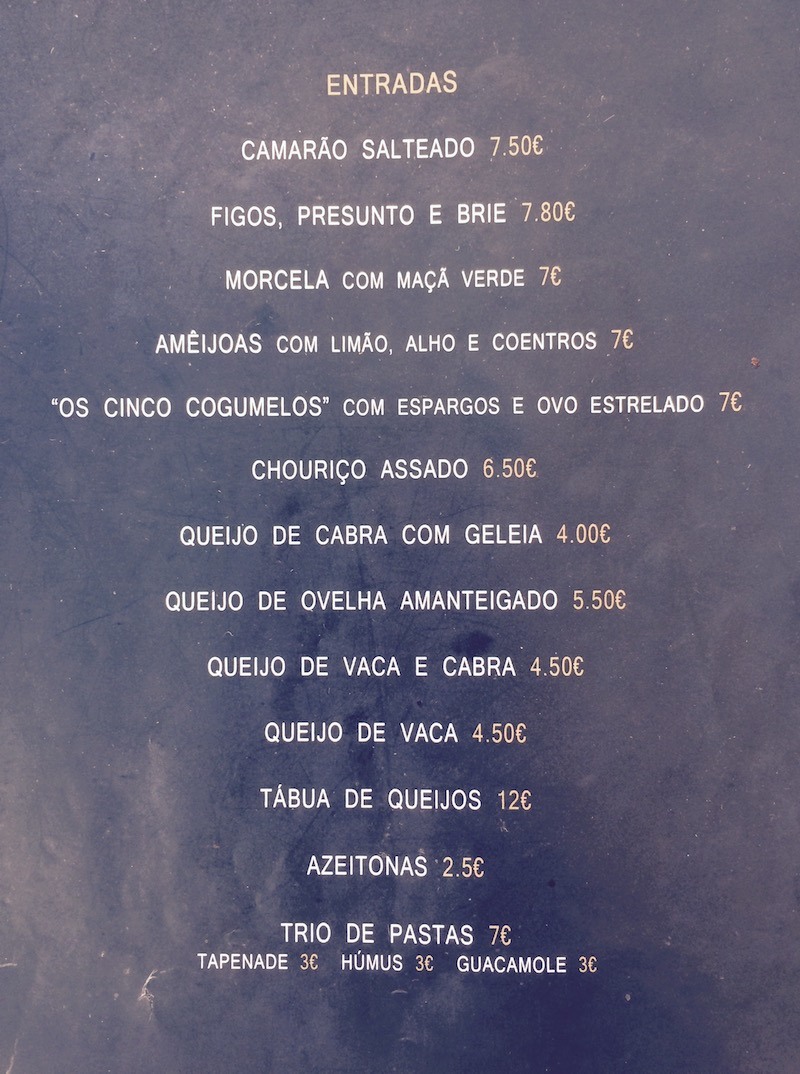 ENTRADAS
CAMARÃO SALTEADO 7.50€
FIGOS, PRESUNTO E BRIE 7.80€
MORCELA COM MAÇÃ VERDE 7€
AMÊIJOAS COM LIMÃO, ALHO E COENTROS 7€
“OS CINCO COGUMELOS” COM ESPARGOS E OVO ESTRELADO 7€
CHOURIÇO ASSADO 6.50€
QUEIJO DE CABRA COM GELEIA 4.00€
QUEIJO DE OVELHA AMANTEIGADO 5.50€
QUEIJO DE VACA E CABRA 4.50€
QUEIJO DE VACA 4.50€
TÁBUA DE QUEIJOS 12€
AZEITONAS 2.5€
TRIO DE PASTAS 7€
TAPENADE 3€ HÚMUS 3€ GUACAMOLE 3€